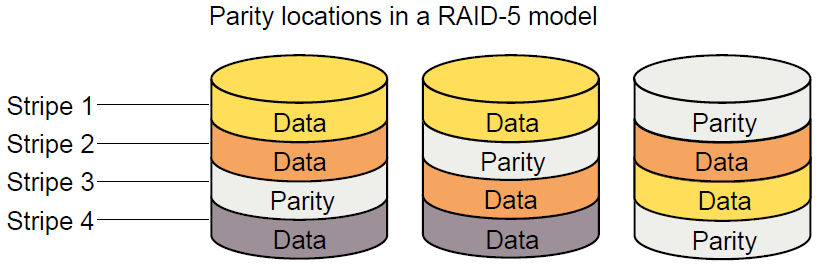 Parity locations in a RAID-5 model
Stripe 1
Data
Data
Parity
Stripe 2
Data
Parity
Data
Stripe 3
Parity
Data
Data
Stripe 4
Data
Data
Parity